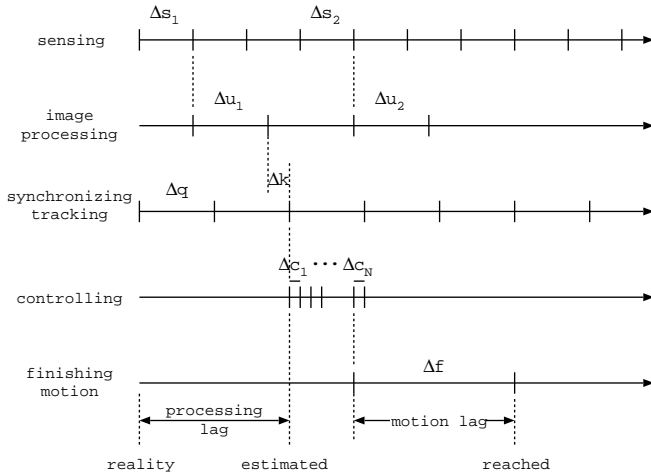 Δs1 Δs2
sensing
Δu1 Δu2
image
processing
Δk
Δq
synchronizing
tracking
Δc1 ··· ΔcN
controlling
Δf
finishing
motion
processing
lag
motion lag
reality estimated reached